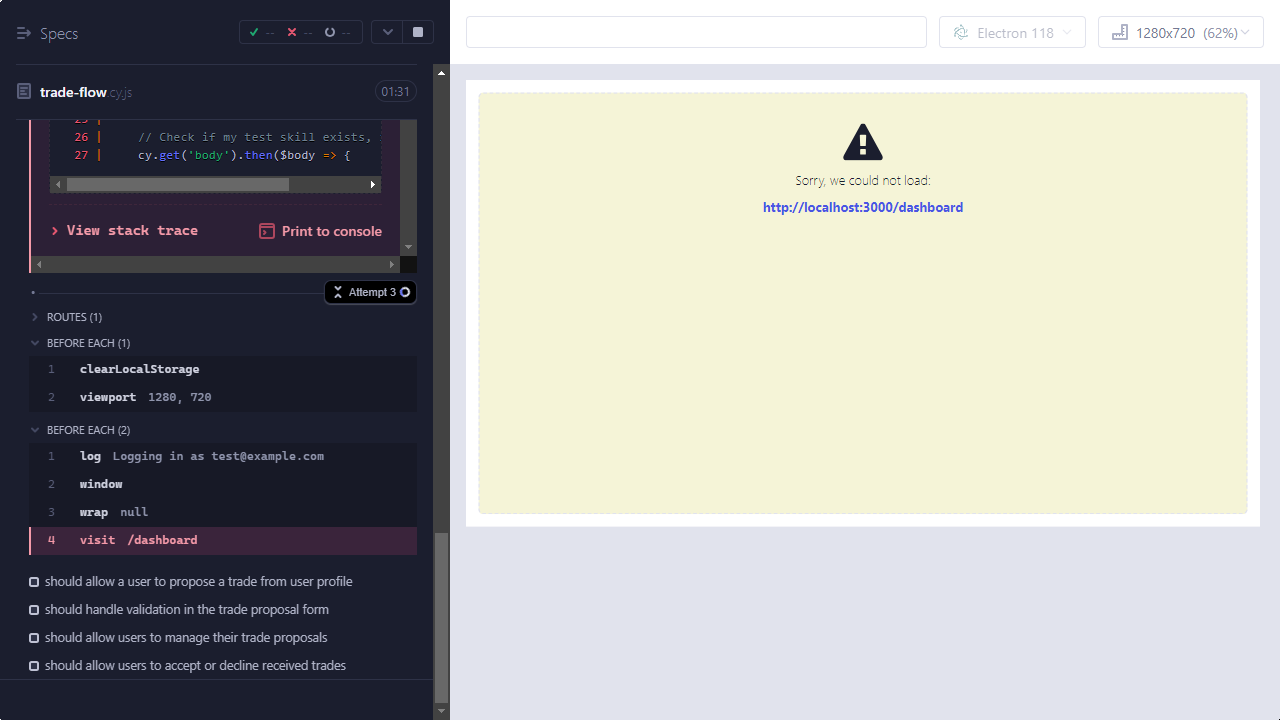 Specs
-- -- --
trade-flow.cy.js 01:31
26 | // Check if my test skill exists,
27 | cy.get('body').then($body => {
View stack trace
Print to console
Attempt 3
ROUTES (1)
BEFORE EACH (1)
1 clearLocalStorage
2 viewport 1280, 720
BEFORE EACH (2)
1 log Logging in as test@example.com
2 window
3 wrap null
4 visit /dashboard
should allow a user to propose a trade from user profile
should handle validation in the trade proposal form
should allow users to manage their trade proposals
should allow users to accept or decline received trades
Electron 118
1280x720 (62%)
Sorry, we could not load:
http://localhost:3000/dashboard